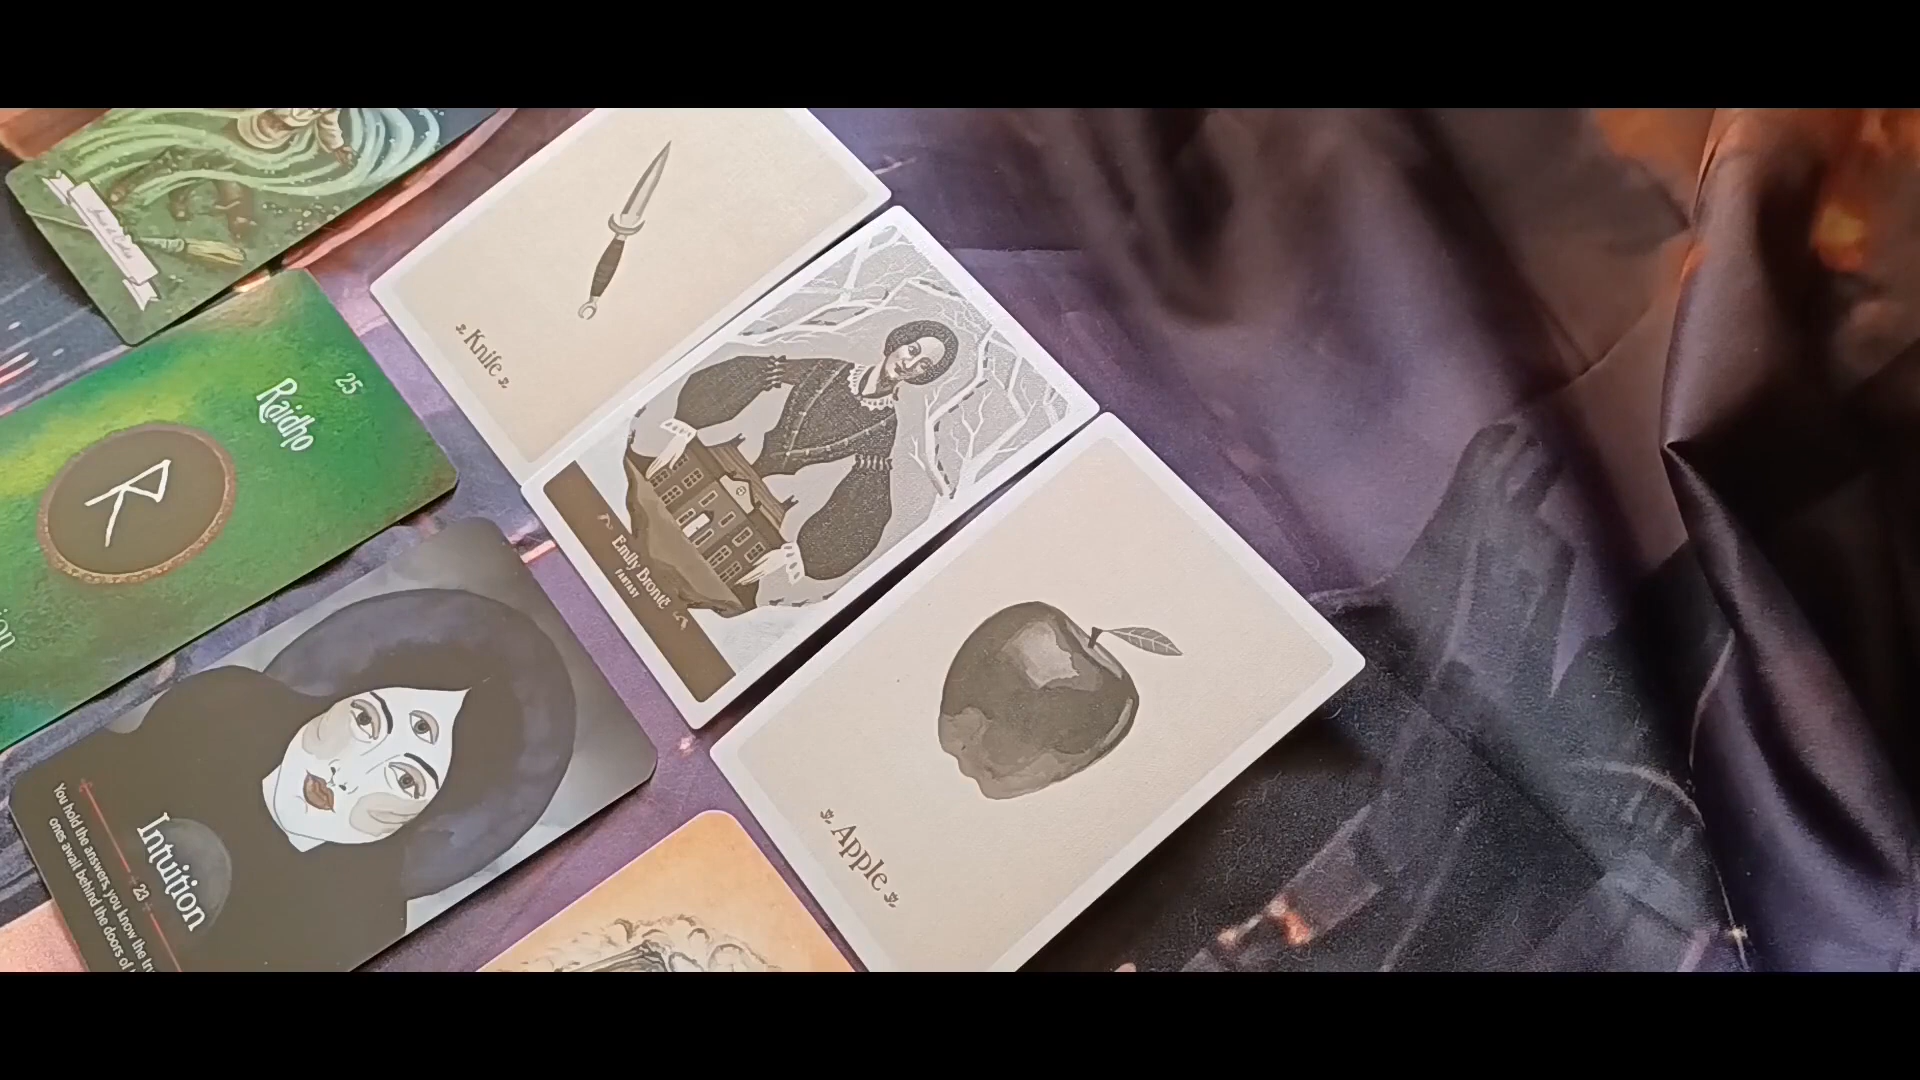 Knife
25
Raidho
Emily Brontë
FANTASY
Apple
Intuition
23
You hold the answers, you know the
ones await behind the doors of